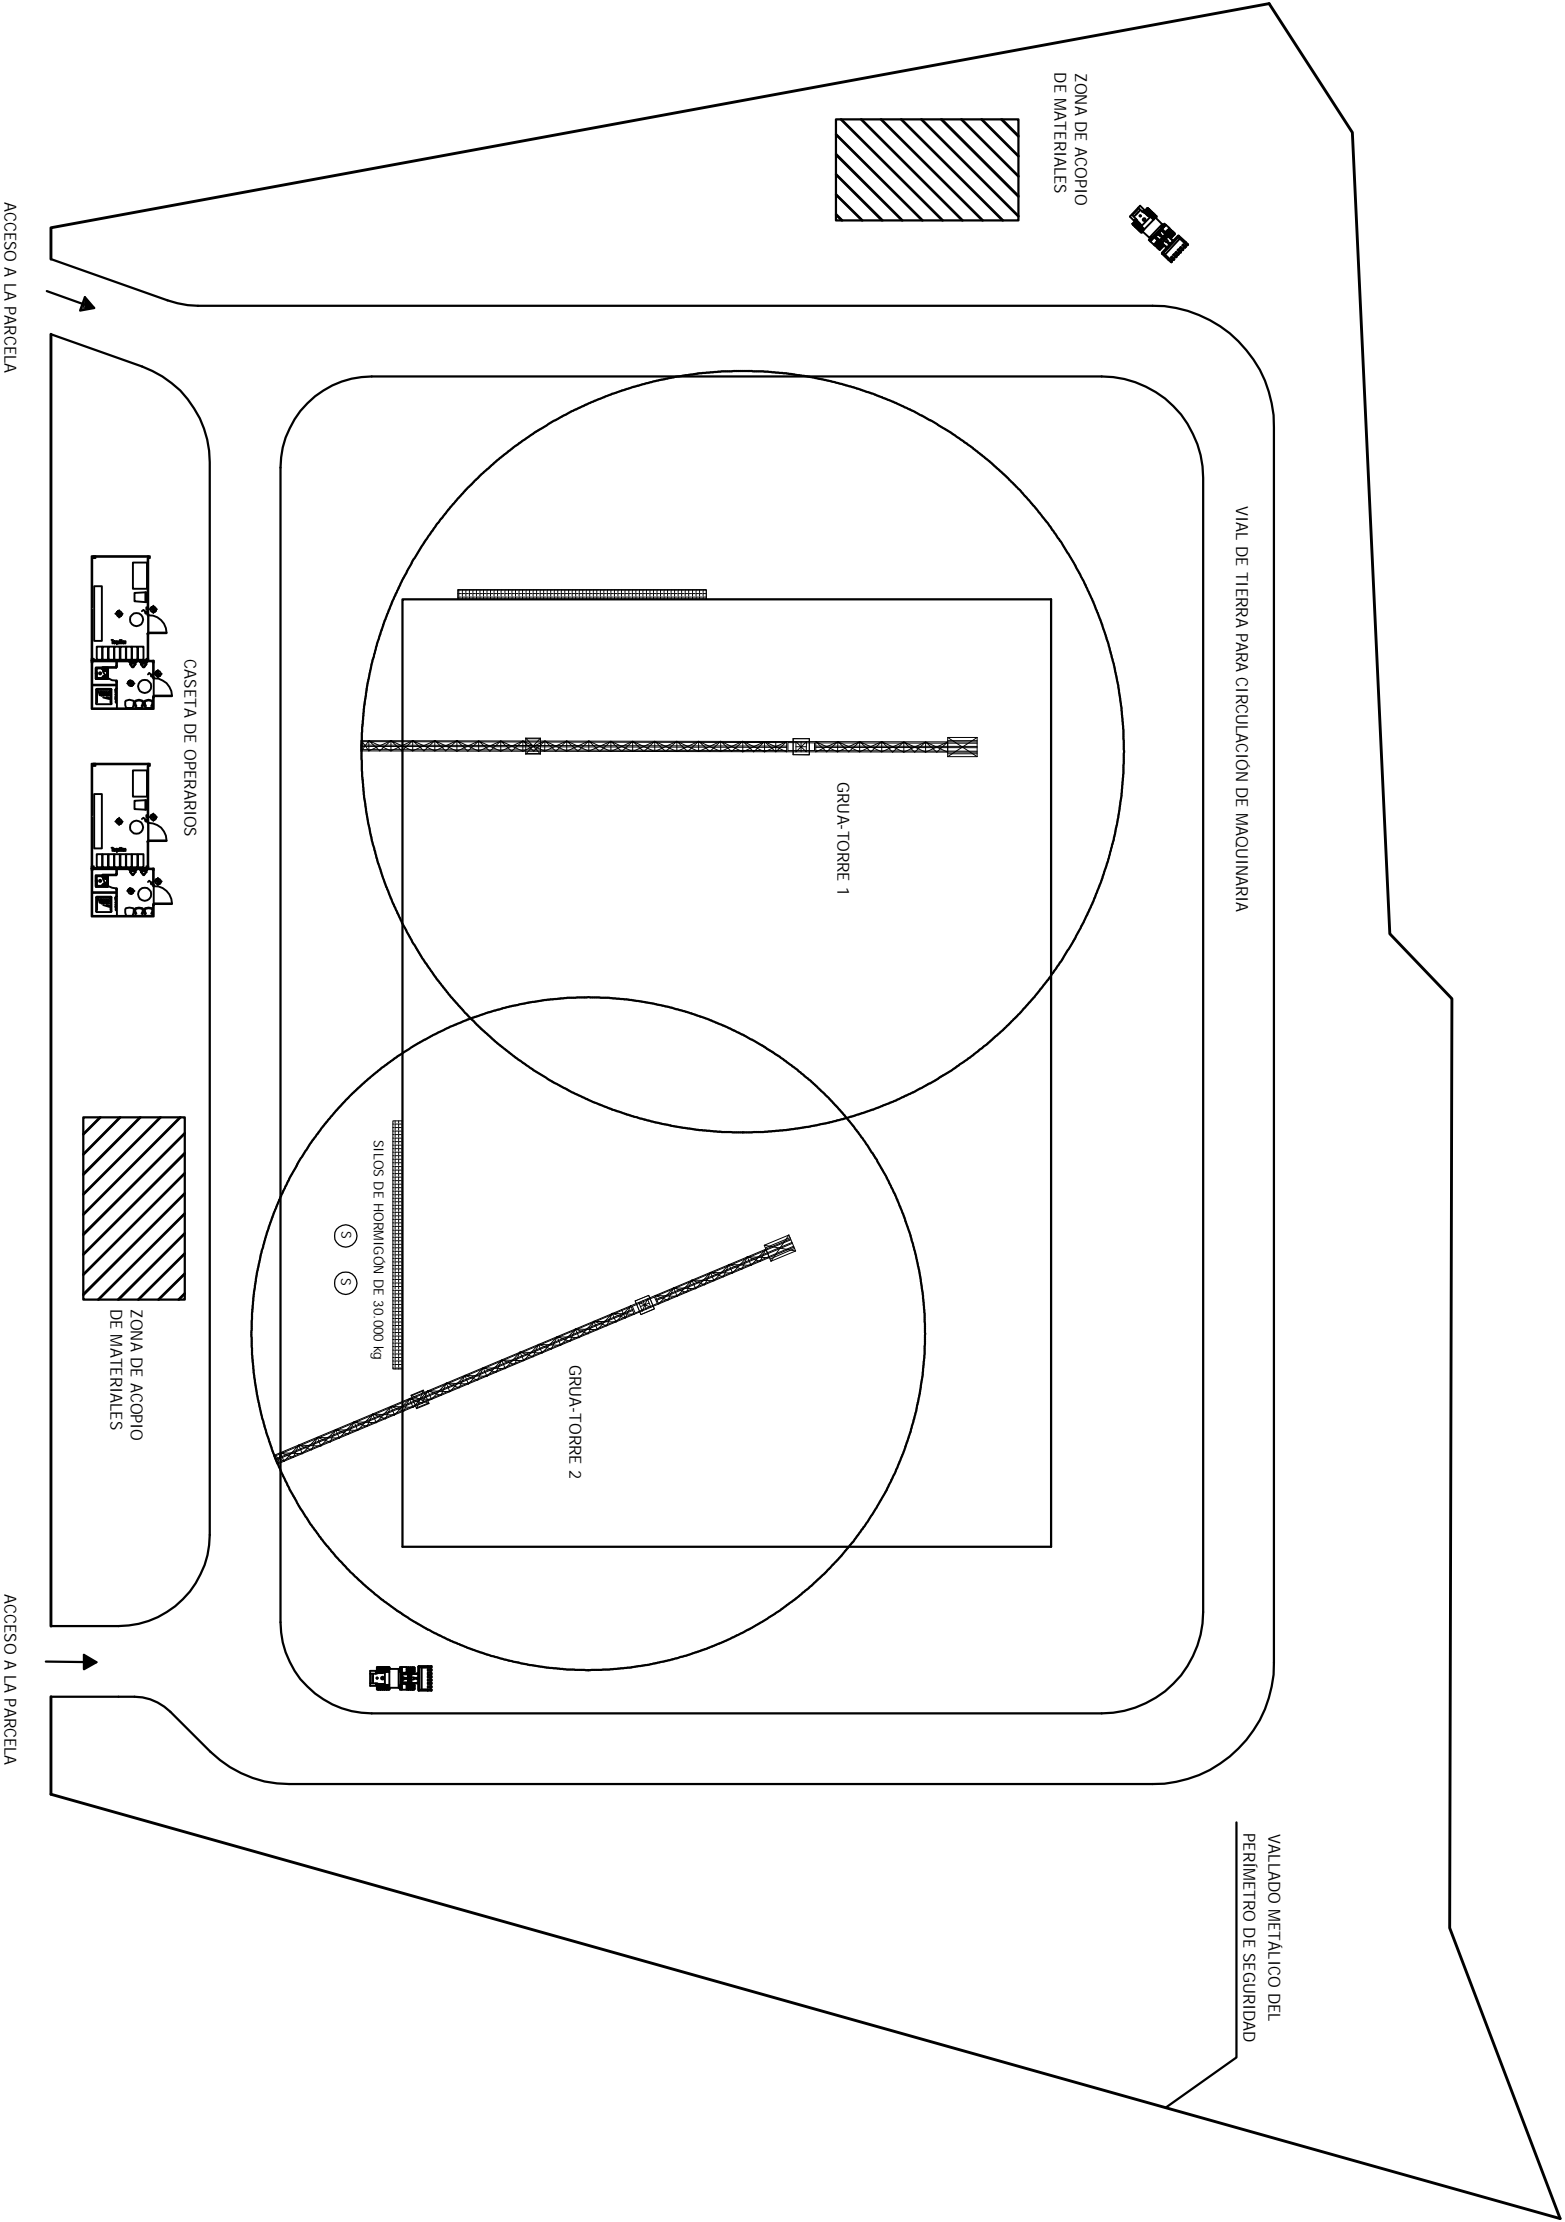 ZONA DE ACOPIO
DE MATERIALES
VIAL DE TIERRA PARA CIRCULACIÓN DE MAQUINARIA
VALLADO METÁLICO DEL
PERÍMETRO DE SEGURIDAD
GRUA-TORRE 1
GRUA-TORRE 2
SILOS DE HORMIGÓN DE 30.000 kg
S
S
CASETA DE OPERARIOS
ZONA DE ACOPIO
DE MATERIALES
ACCESO A LA PARCELA
ACCESO A LA PARCELA